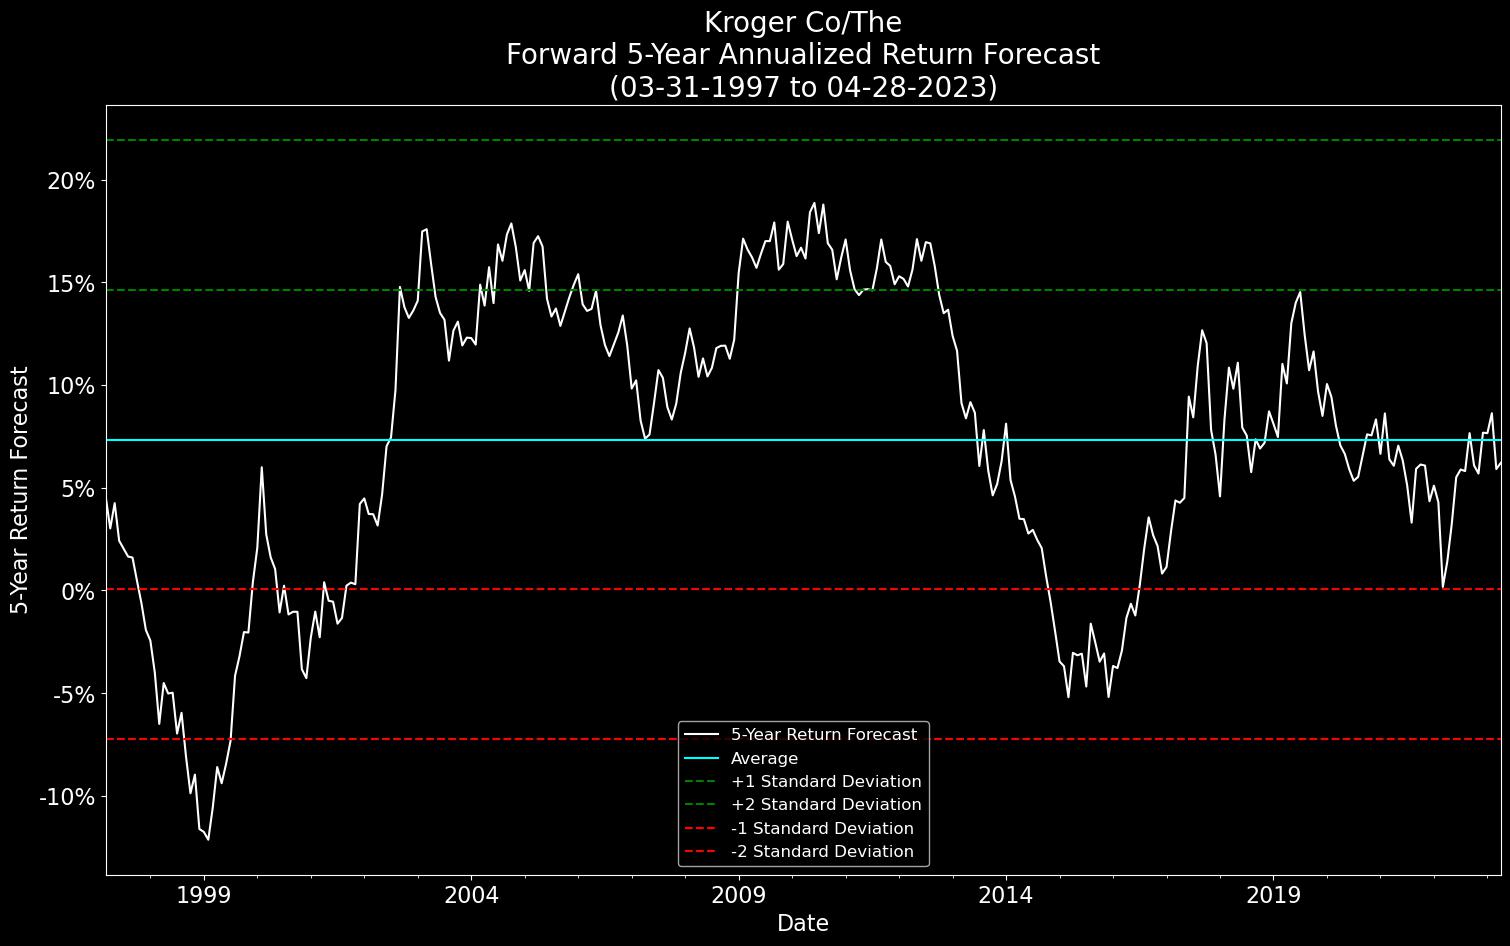 Kroger Co/The
Forward 5-Year Annualized Return Forecast
(03-31-1997 to 04-28-2023)
5-Year Return Forecast
20%
15%
10%
5%
0%
-5%
-10%
5-Year Return Forecast
Average
+1 Standard Deviation
+2 Standard Deviation
-1 Standard Deviation
-2 Standard Deviation
1999
2004
2009
2014
2019
Date